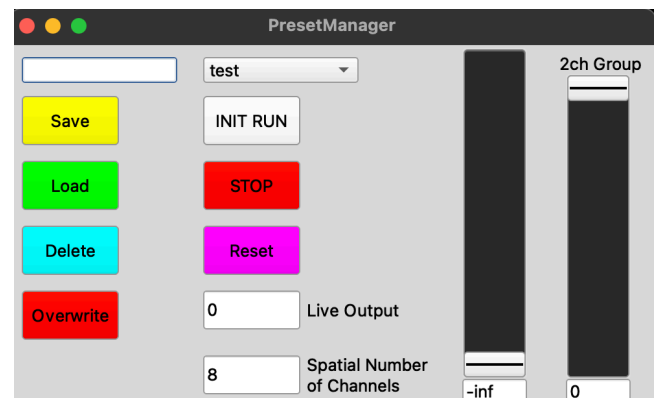 PresetManager
test
2ch Group
Save
INIT RUN
Load
STOP
Delete
Reset
Overwrite
0
Live Output
8
Spatial Number
of Channels
-inf
0